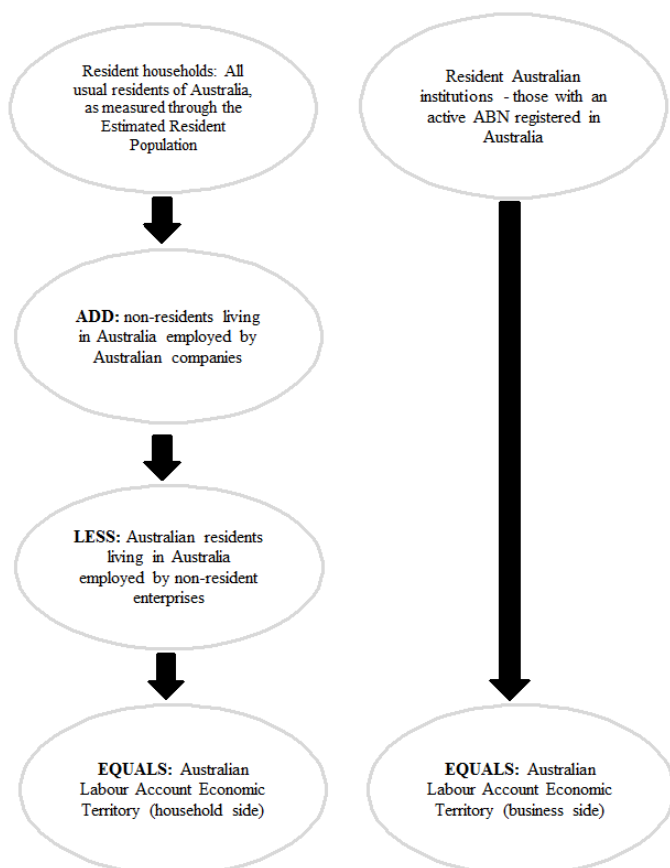 Resident households: All
usual residents of Australia,
as measured through the
Estimated Resident
Population
ADD: non-residents living
in Australia employed by
Australian companies
LESS: Australian residents
living in Australia
employed by non-resident
enterprises
EQUALS: Australian
Labour Account Economic
Territory (household side)
Resident Australian
institutions - those with an
active ABN registered in
Australia
EQUALS: Australian
Labour Account Economic
Territory (business side)